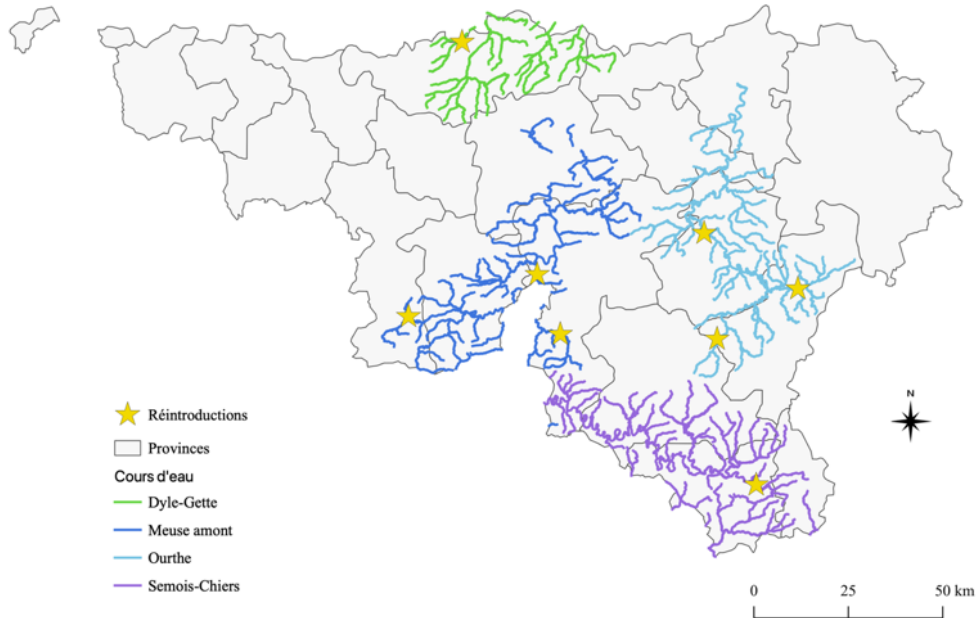 Réintroductions
Provinces
Cours d'eau
Dyle-Gette
Meuse amont
Ourthe
Semois-Chiers
N
0 25 50 km